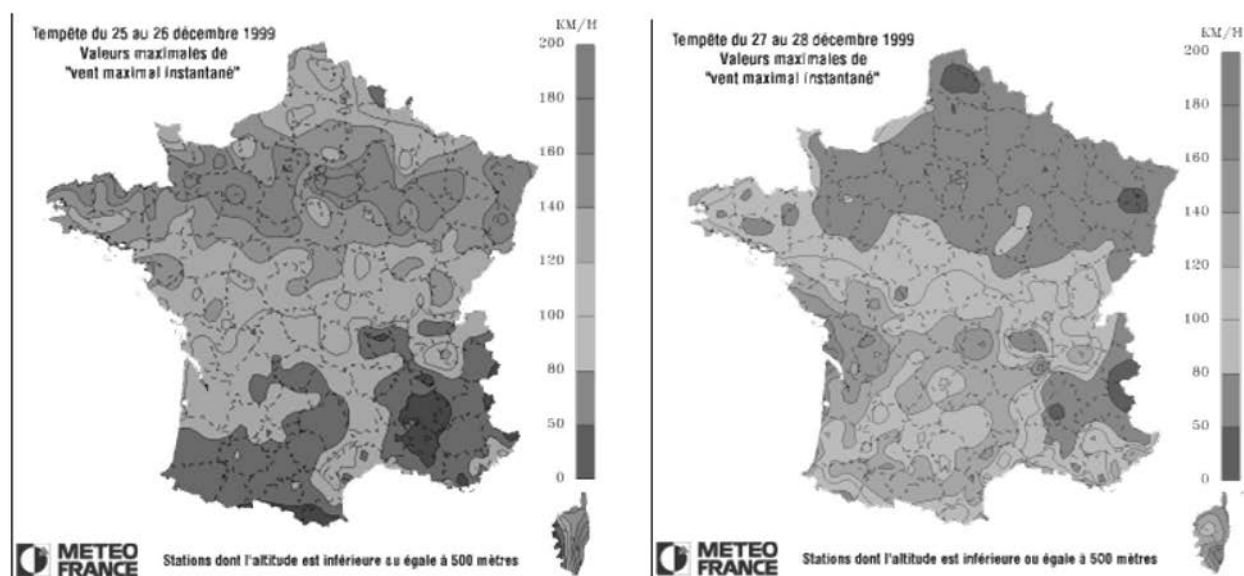 Tempête du 25 au 26 décembre 1999
Valeurs maximales de
"vent maximal instantané"
KM/H
200
180
160
140
120
100
80
50
0
METEO
FRANCE
Stations dont l'altitude est inférieure ou égale à 500 mètres
Tempête du 27 au 28 décembre 1999
Valeurs maximales de
"vent maximal instantané"
KM/H
200
180
160
140
120
100
80
50
0
METEO
FRANCE
Stations dont l'altitude est inférieure ou égale à 500 mètres